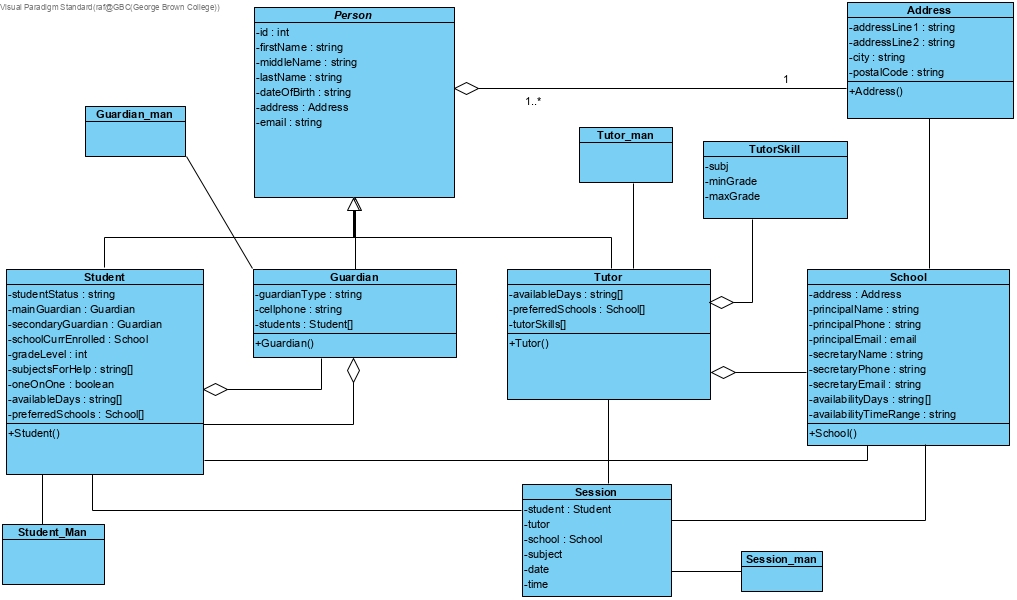 Visual Paradigm Standard(raf@GBC(George Brown College))
Person
-id : int
-firstName : string
-middleName : string
-lastName : string
-dateOfBirth : string
-address : Address
-email : string
Address
-addressLine1 : string
-addressLine2 : string
-city : string
-postalCode : string
+Address()
1
1..*
Guardian_man
Tutor_man
TutorSkill
-subj
-minGrade
-maxGrade
Student
-studentStatus : string
-mainGuardian : Guardian
-secondaryGuardian : Guardian
-schoolCurrEnrolled : School
-gradeLevel : int
-subjectsForHelp : string[]
-oneOnOne : boolean
-availableDays : string[]
-preferredSchools : School[]
+Student()
Guardian
-guardianType : string
-cellphone : string
-students : Student[]
+Guardian()
Tutor
-availableDays : string[]
-preferredSchools : School[]
-tutorSkills[]
+Tutor()
School
-address : Address
-principalName : string
-principalPhone : string
-principalEmail : email
-secretaryName : string
-secretaryPhone : string
-secretaryEmail : string
-availabilityDays : string[]
-availabilityTimeRange : string
+School()
Student_Man
Session
-student : Student
-tutor
-school : School
-subject
-date
-time
Session_man